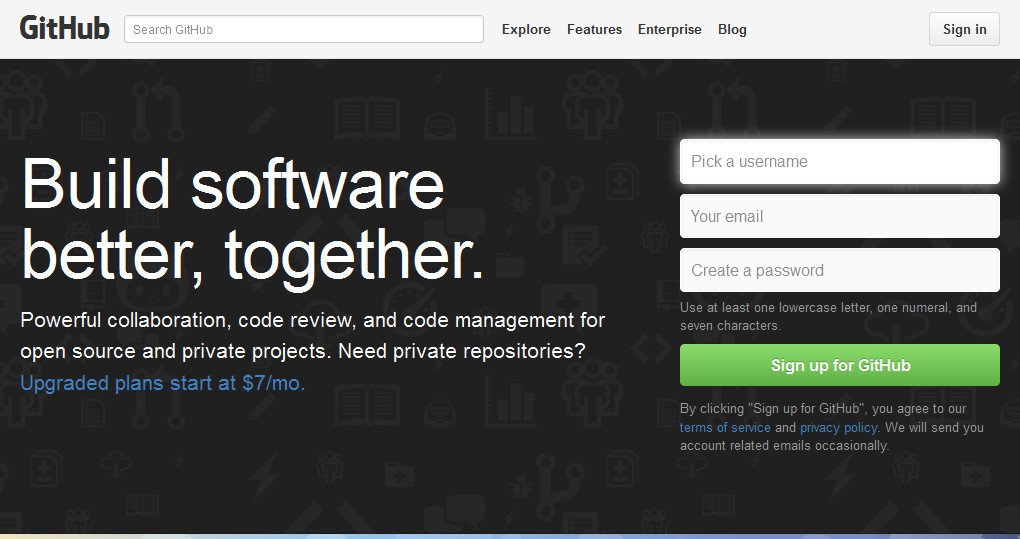 GitHub
Search GitHub
Explore
Features
Enterprise
Blog
Sign in
Build software
better, together.
Powerful collaboration, code review, and code management for
open source and private projects. Need private repositories?
Upgraded plans start at $7/mo.
Pick a username
Your email
Create a password
Use at least one lowercase letter, one numeral, and
seven characters.
Sign up for GitHub
By clicking "Sign up for GitHub", you agree to our
terms of service and privacy policy. We will send you
account related emails occasionally.